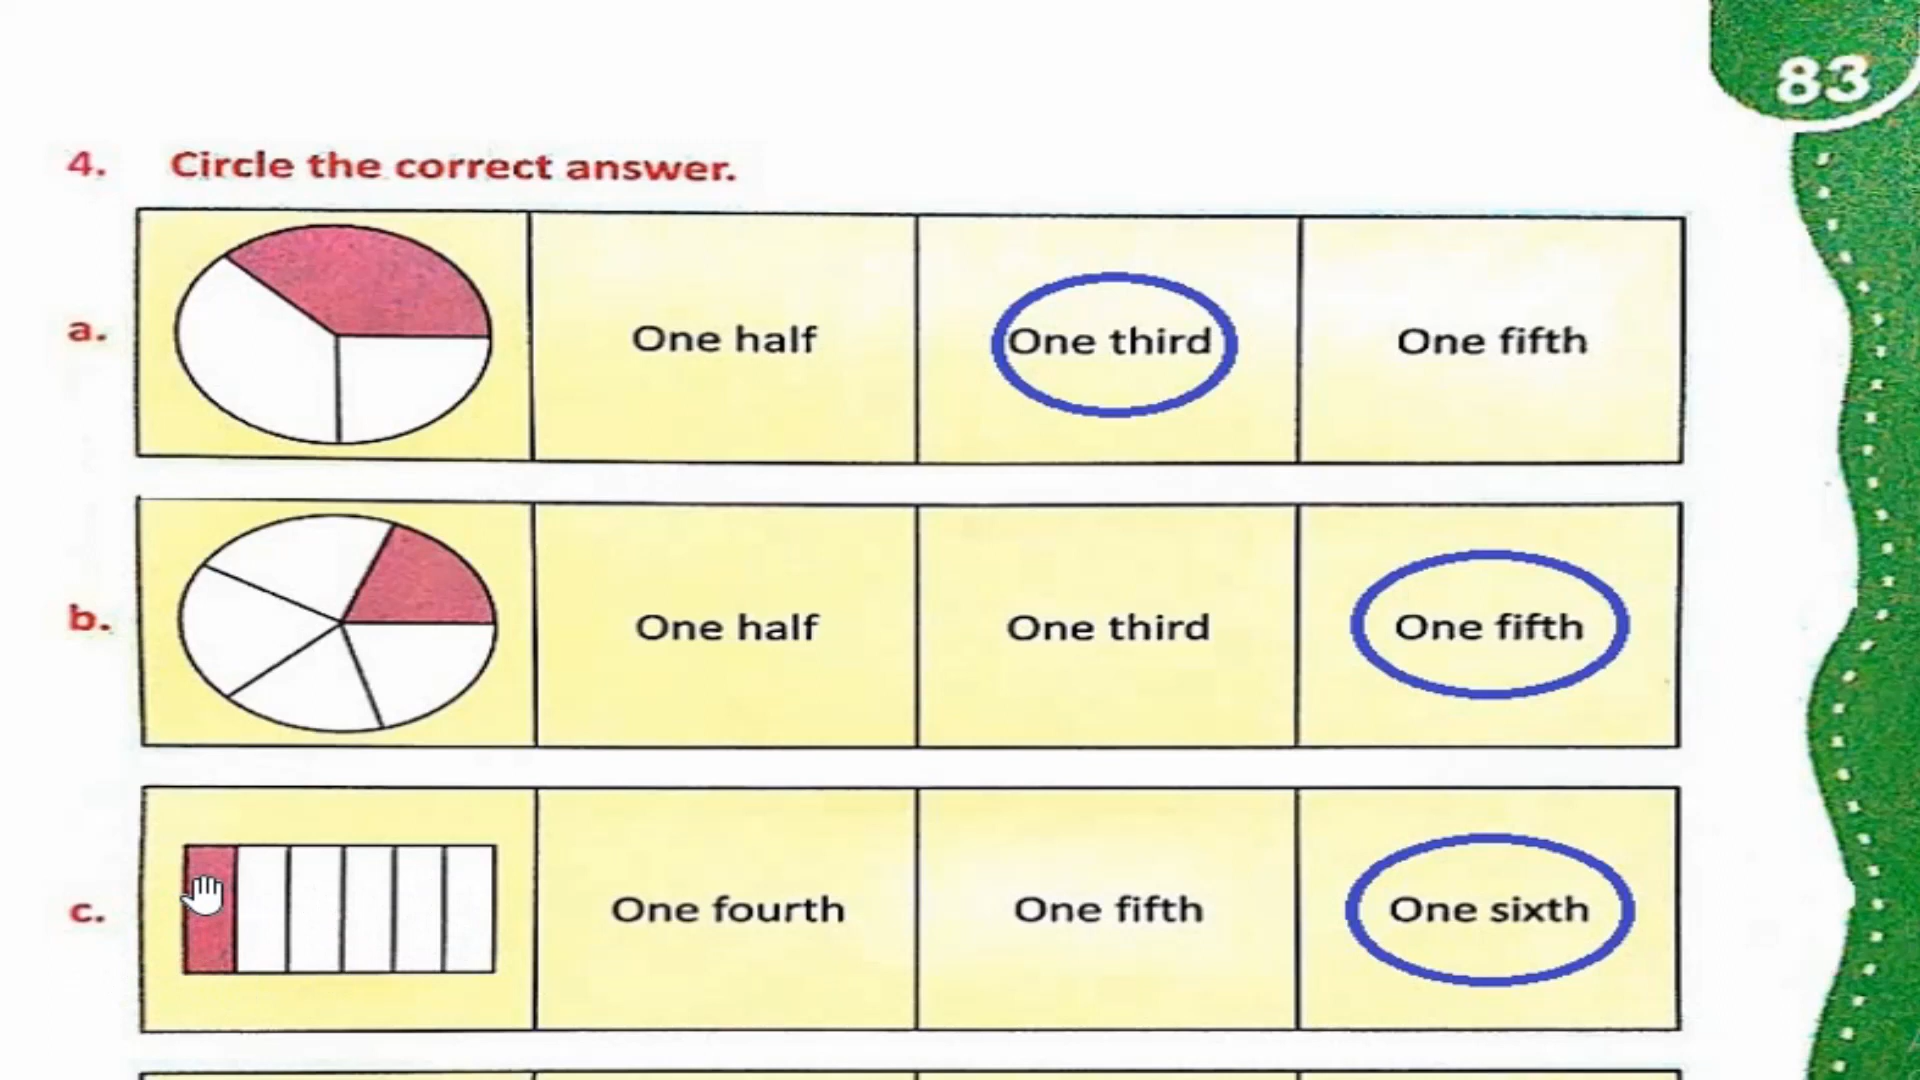 83
4. Circle the correct answer.
a. One half One third One fifth
b. One half One third One fifth
c. One fourth One fifth One sixth